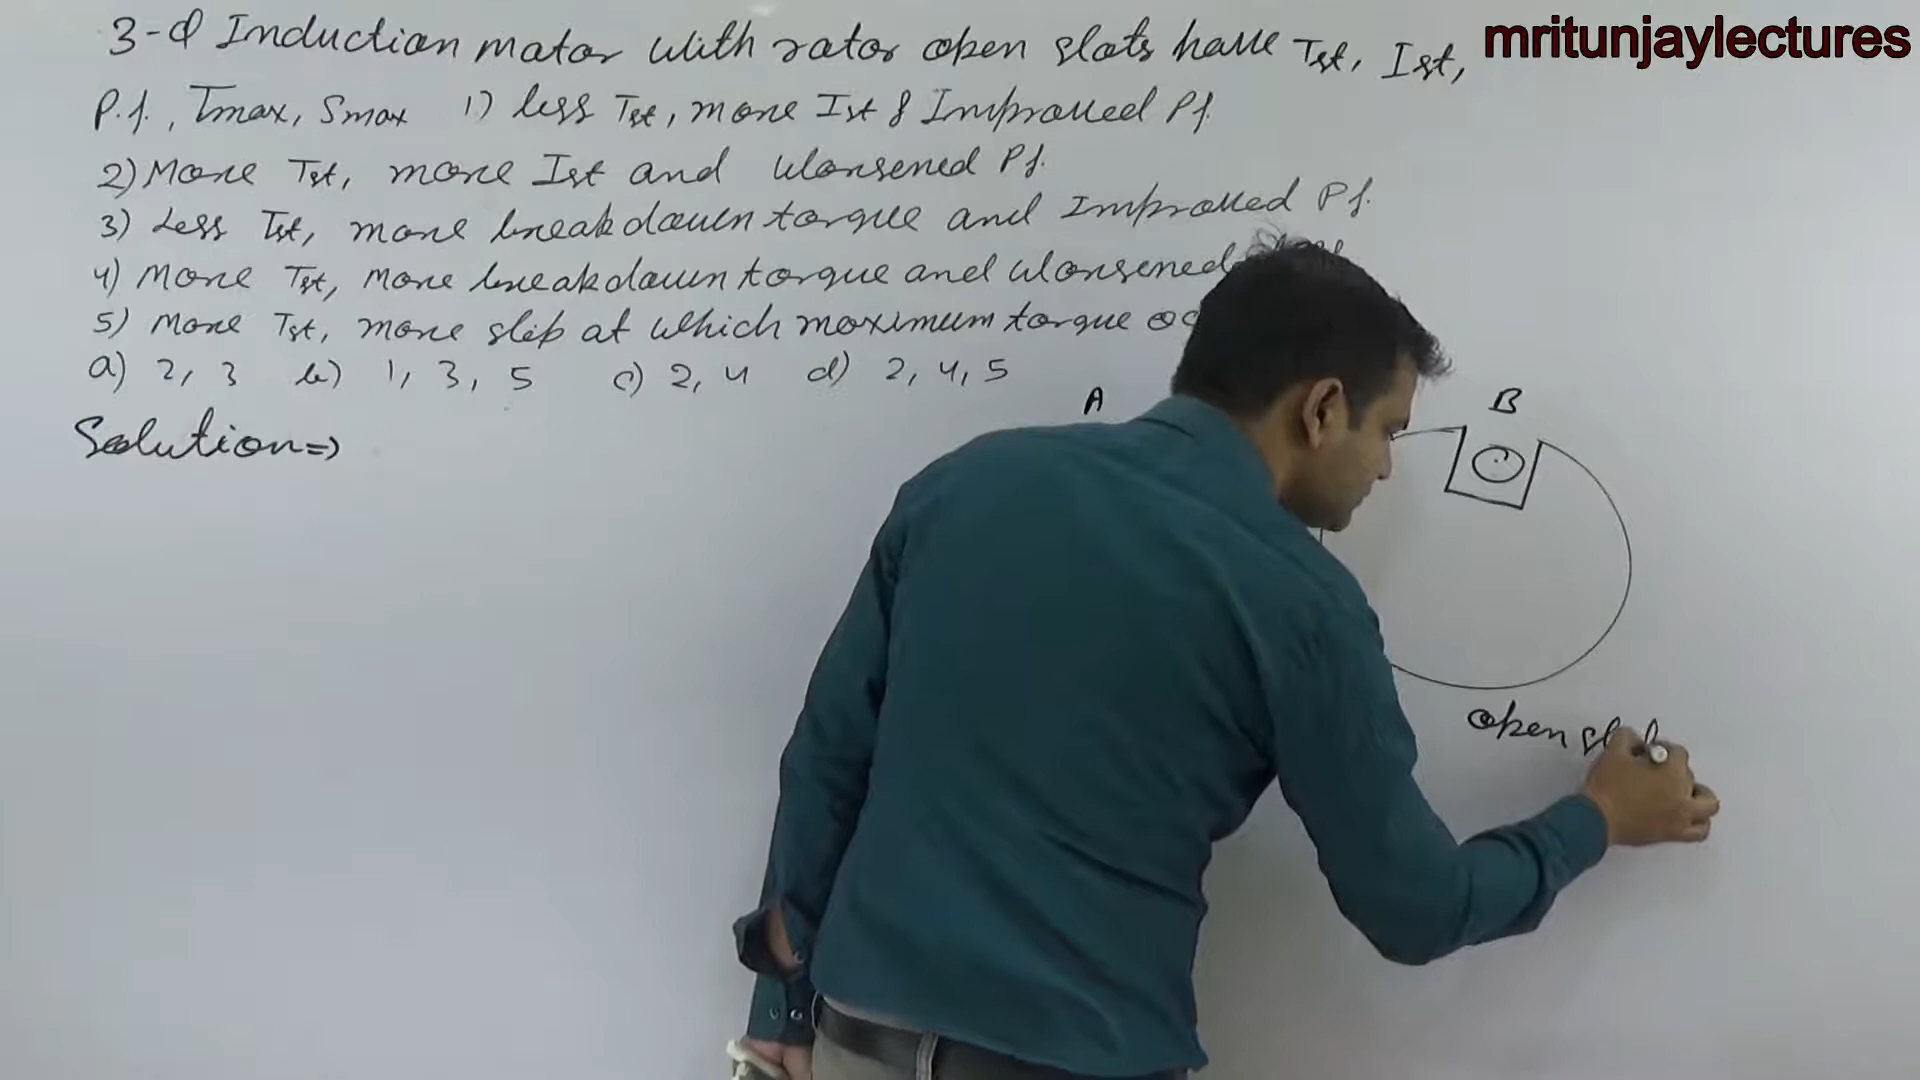 mritunjaylectures
3-Φ Induction motor with rotor open slots have Tst, Ist,
P.f., Tmax, Smax 1) less Tst, more Ist & Improved Pf.
2) More Tst, more Ist and Worsened Pf.
3) Less Tst, more breakdown torque and Improved Pf.
4) More Tst, more breakdown torque and Worsened
5) More Tst, more slip at which maximum torque
a) 2, 3 b) 1, 3, 5 c) 2, 4 d) 2, 4, 5
Solution⇒
A
B
open